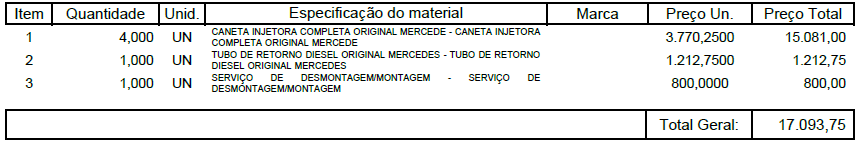 Item Quantidade Unid. Especificação do material Marca Preço Un. Preço Total
1 4,000 UN CANETA INJETORA COMPLETA ORIGINAL MERCEDE - CANETA INJETORA 3.770,2500 15.081,00
COMPLETA ORIGINAL MERCEDE
2 1,000 UN TUBO DE RETORNO DIESEL ORIGINAL MERCEDES - TUBO DE RETORNO 1.212,7500 1.212,75
DIESEL ORIGINAL MERCEDES
3 1,000 UN SERVIÇO DE DESMONTAGEM/MONTAGEM - SERVIÇO DE 800,0000 800,00
DESMONTAGEM/MONTAGEM
Total Geral: 17.093,75